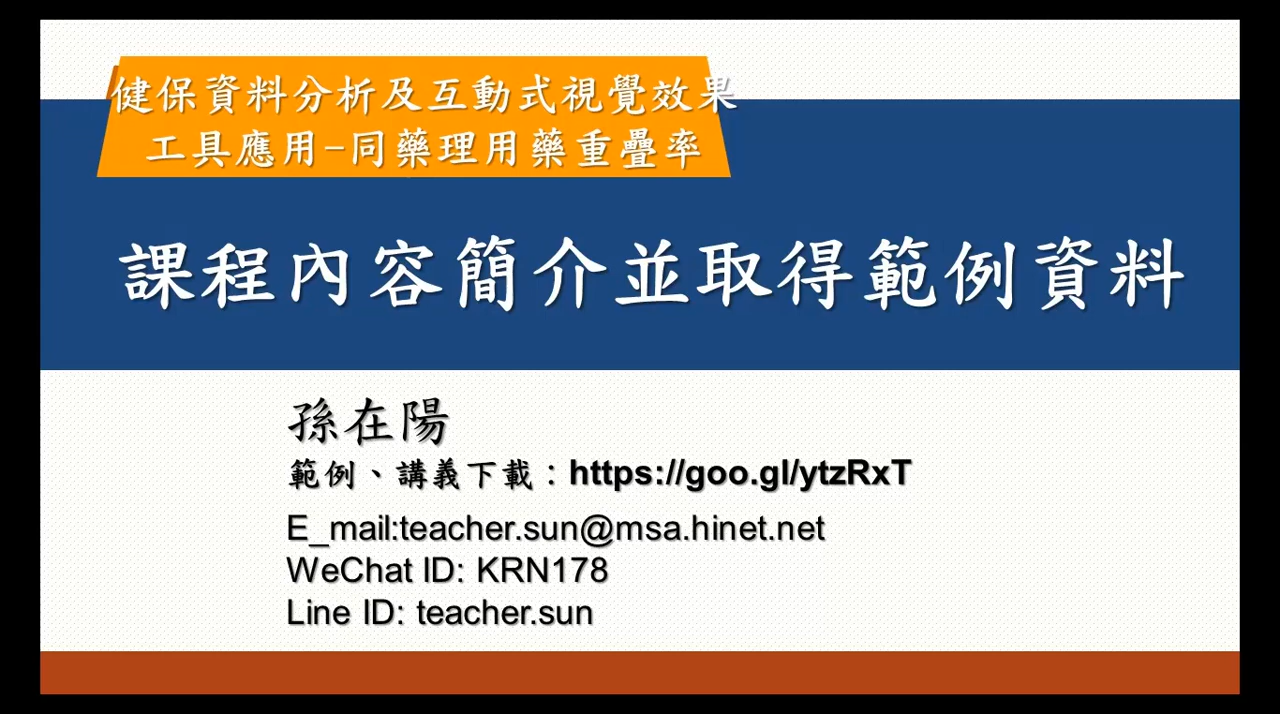 健保資料分析及互動式視覺效果
工具應用-同藥理用藥重疊率
課程內容簡介並取得範例資料
孫在陽
範例、講義下載：https://goo.gl/ytzRxT
E_mail:teacher.sun@msa.hinet.net
WeChat ID: KRN178
Line ID: teacher.sun